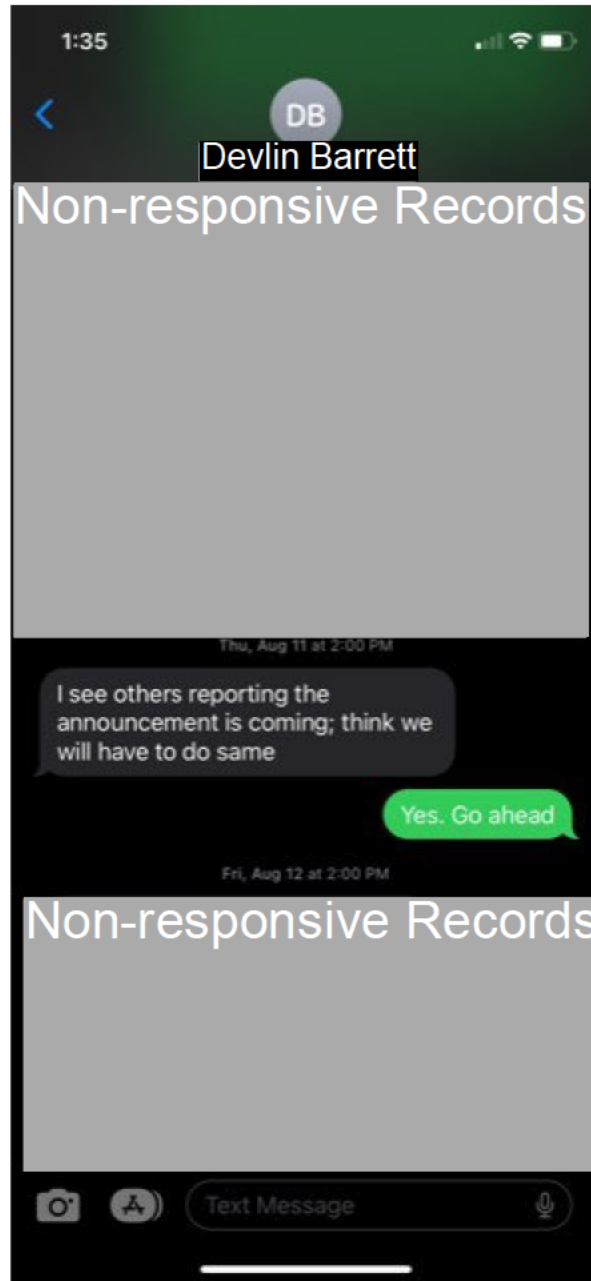 1:35
DB
Devlin Barrett
Non-responsive Records
Thu, Aug 11 at 2:00 PM
I see others reporting the
announcement is coming; think we
will have to do same
Yes. Go ahead
Fri, Aug 12 at 2:00 PM
Non-responsive Records
Text Message